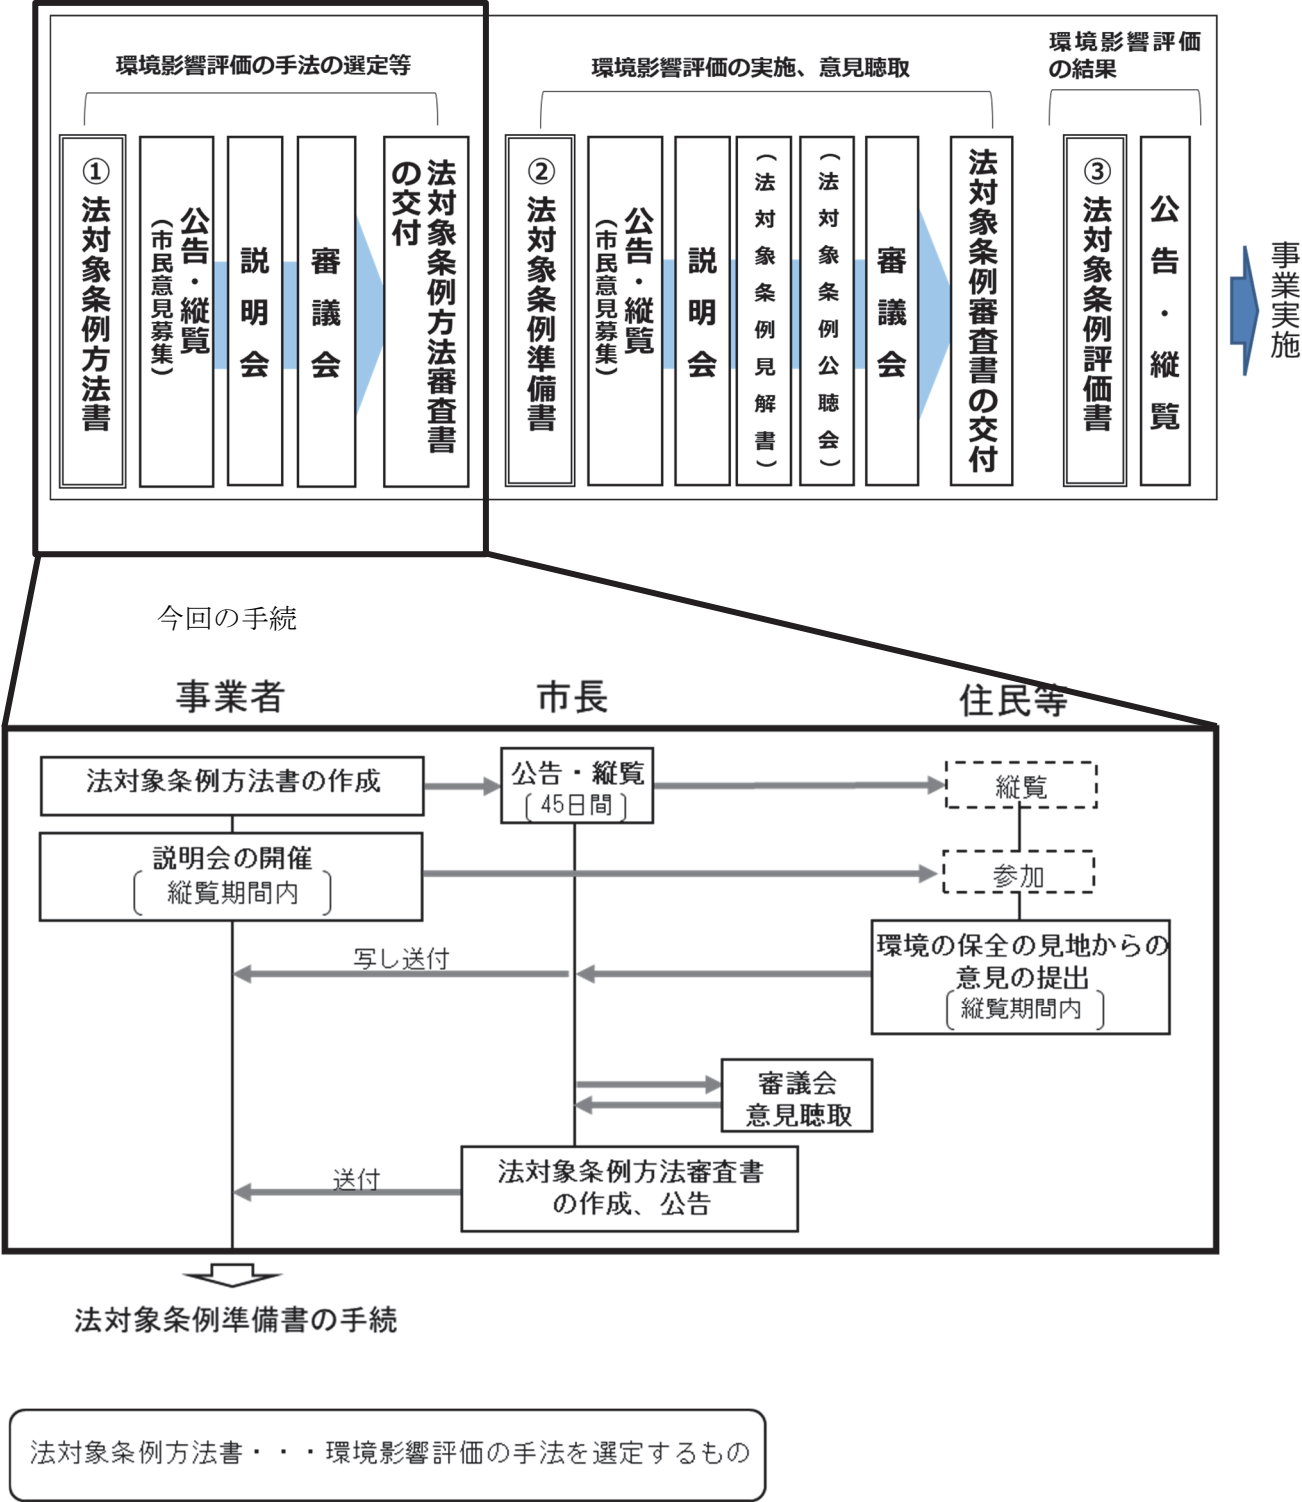 環境影響評価の手法の選定等
①法対象条例方法書
公告・縦覧
（市民意見募集）
説明会
審議会
法対象条例方法審査書
の交付
環境影響評価の実施、意見聴取
②法対象条例準備書
公告・縦覧
（市民意見募集）
説明会
（法対象条例見解書）
（法対象条例公聴会）
審議会
法対象条例審査書の交付
環境影響評価
の結果
③法対象条例評価書
公告・縦覧
事業実施
今回の手続
事業者
市長
住民等
法対象条例方法書の作成
公告・縦覧
〔45日間〕
縦覧
説明会の開催
〔縦覧期間内〕
参加
環境の保全の見地からの
意見の提出
〔縦覧期間内〕
写し送付
審議会
意見聴取
法対象条例方法審査書
の作成、公告
送付
法対象条例準備書の手続
法対象条例方法書・・・環境影響評価の手法を選定するもの